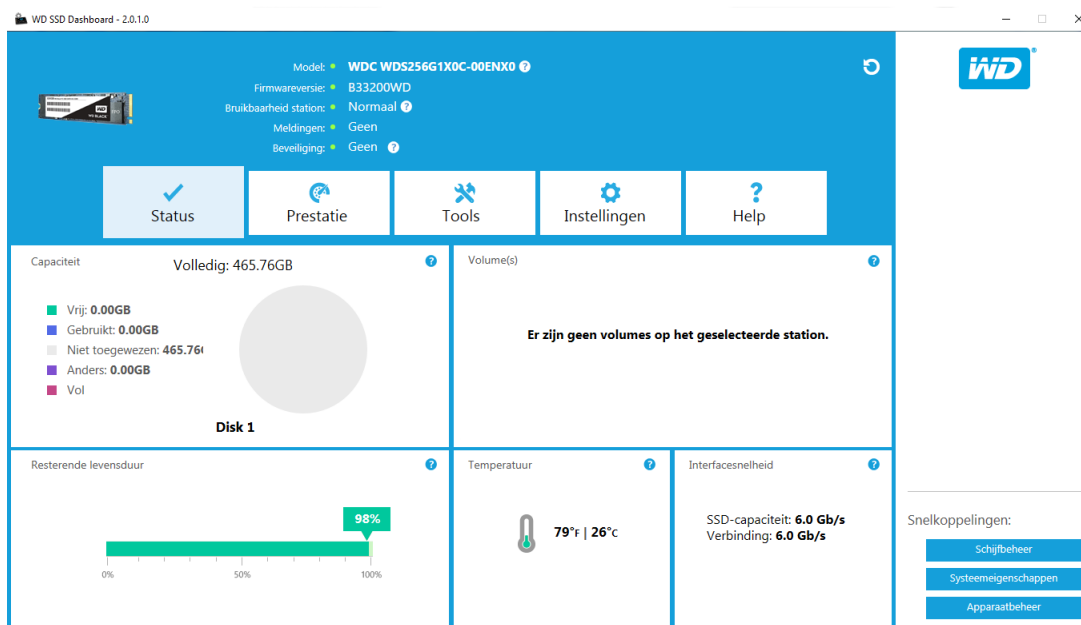 WD SSD Dashboard - 2.0.1.0
Model: WDC WDS256G1X0C-00ENX0 ?
Firmwareversie: B33200WD
Bruikbaarheid station: Normaal ?
Meldingen: Geen
Beveiliging: Geen ?
WD
Status
Prestatie
Tools
Instellingen
? Help
Capaciteit
?
Volledig: 465.76GB
Vrij: 0.00GB
Gebruikt: 0.00GB
Niet toegewezen: 465.76
Anders: 0.00GB
Vol
Disk 1
Volume(s)
?
Er zijn geen volumes op het geselecteerde station.
Resterende levensduur
?
98%
0%
50%
100%
Temperatuur
?
79°F | 26°C
Interfacesnelheid
?
SSD-capaciteit: 6.0 Gb/s
Verbinding: 6.0 Gb/s
Snelkoppelingen:
Schijfbeheer
Systeemeigenschappen
Apparaatbeheer